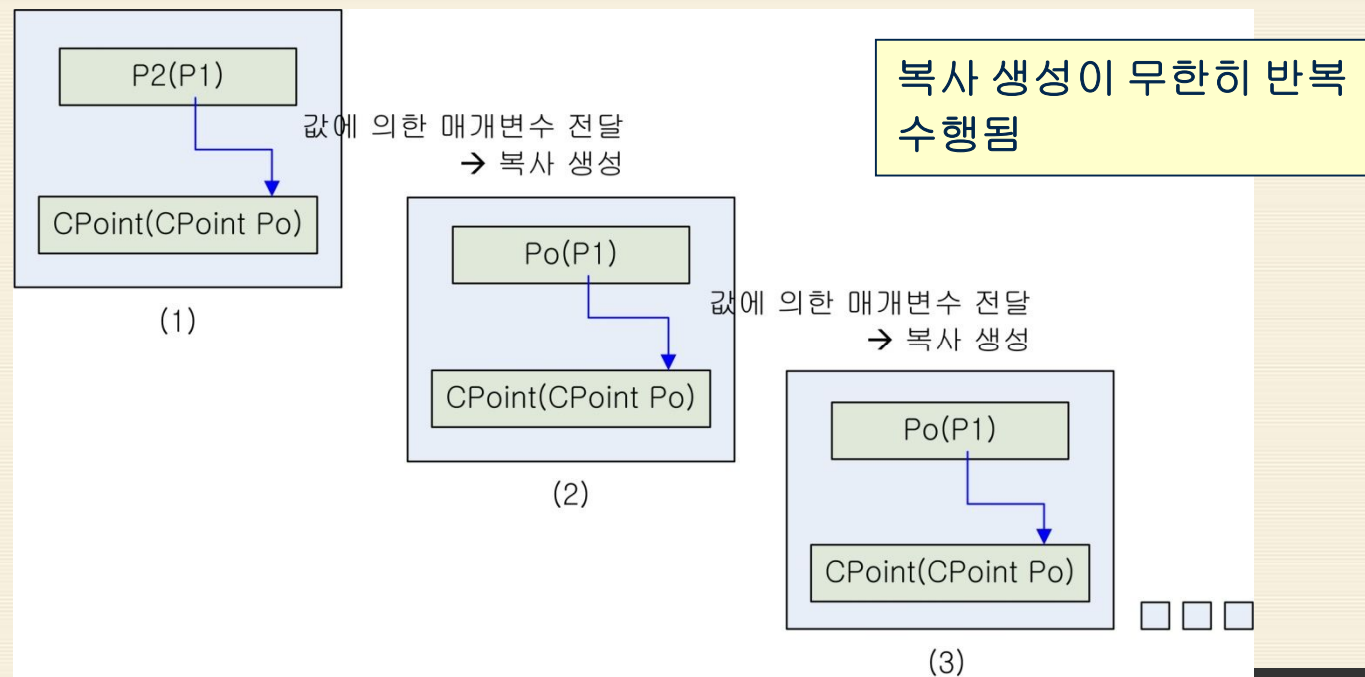 P2(P1)
CPoint(CPoint Po)
(1)
값에 의한 매개변수 전달
→ 복사 생성
Po(P1)
CPoint(CPoint Po)
(2)
값에 의한 매개변수 전달
→ 복사 생성
Po(P1)
CPoint(CPoint Po)
(3)
복사 생성이 무한히 반복
수행됨